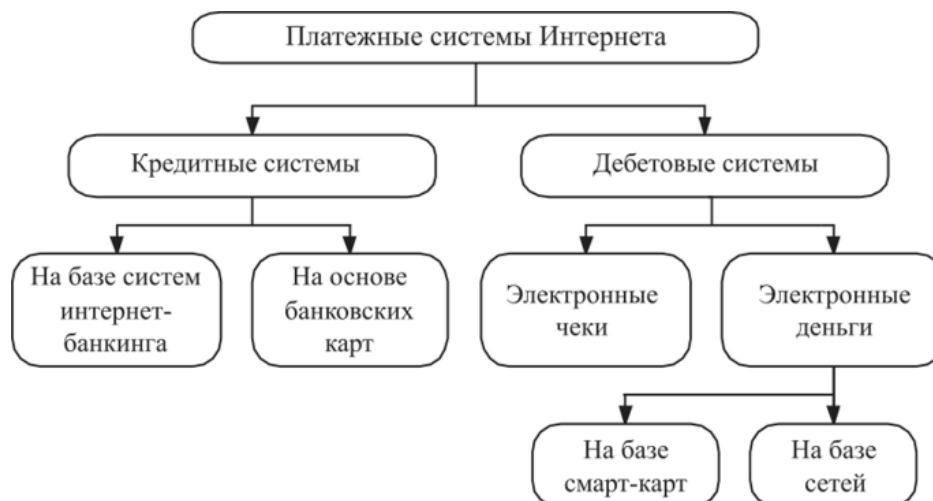 Платежные системы Интернета
Кредитные системы
Дебетовые системы
На базе систем
интернет-
банкинга
На основе
банковских
карт
Электронные
чеки
Электронные
деньги
На базе
смарт-карт
На базе
сетей